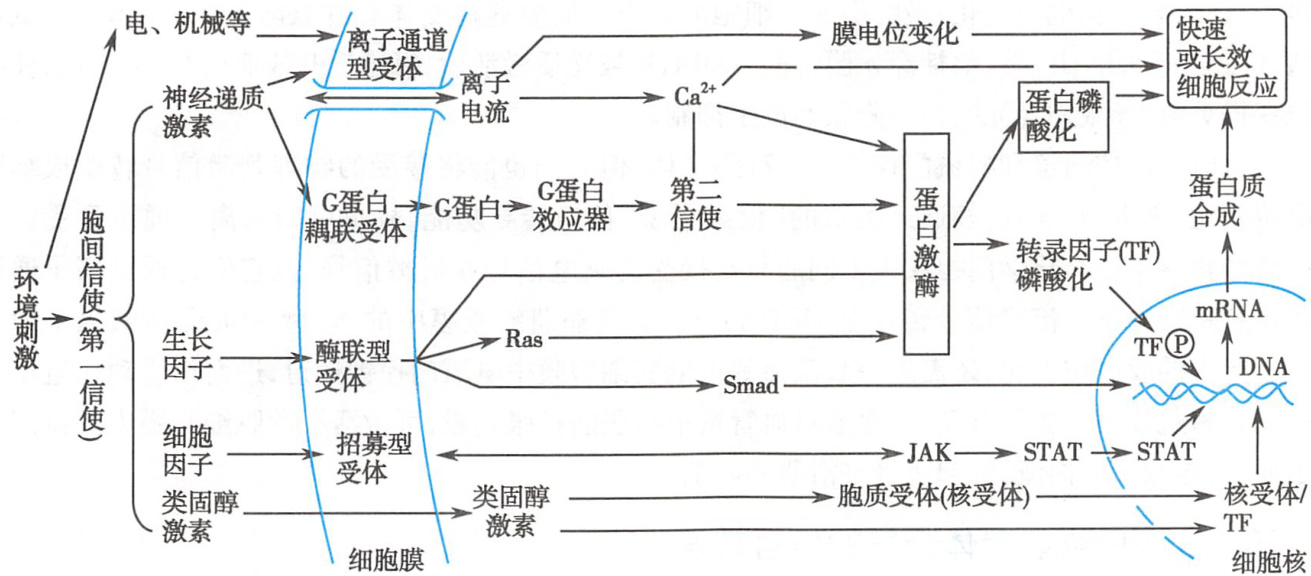 电、机械等
离子通道
型受体
膜电位变化
快速
或长效
细胞反应
神经递质
激素
离子
电流
Ca²⁺
蛋白磷
酸化
G蛋白
耦联受体
G蛋白
G蛋白
效应器
第二
信使
蛋白激酶
蛋白质
合成
环境刺激
胞间信使(第一信使)
转录因子(TF)
磷酸化
mRNA
TF P
DNA
生长
因子
酶联型
受体
Ras
Smad
细胞
因子
招募型
受体
JAK
STAT
STAT
类固醇
激素
类固醇
激素
胞质受体(核受体)
核受体/
TF
细胞膜
细胞核